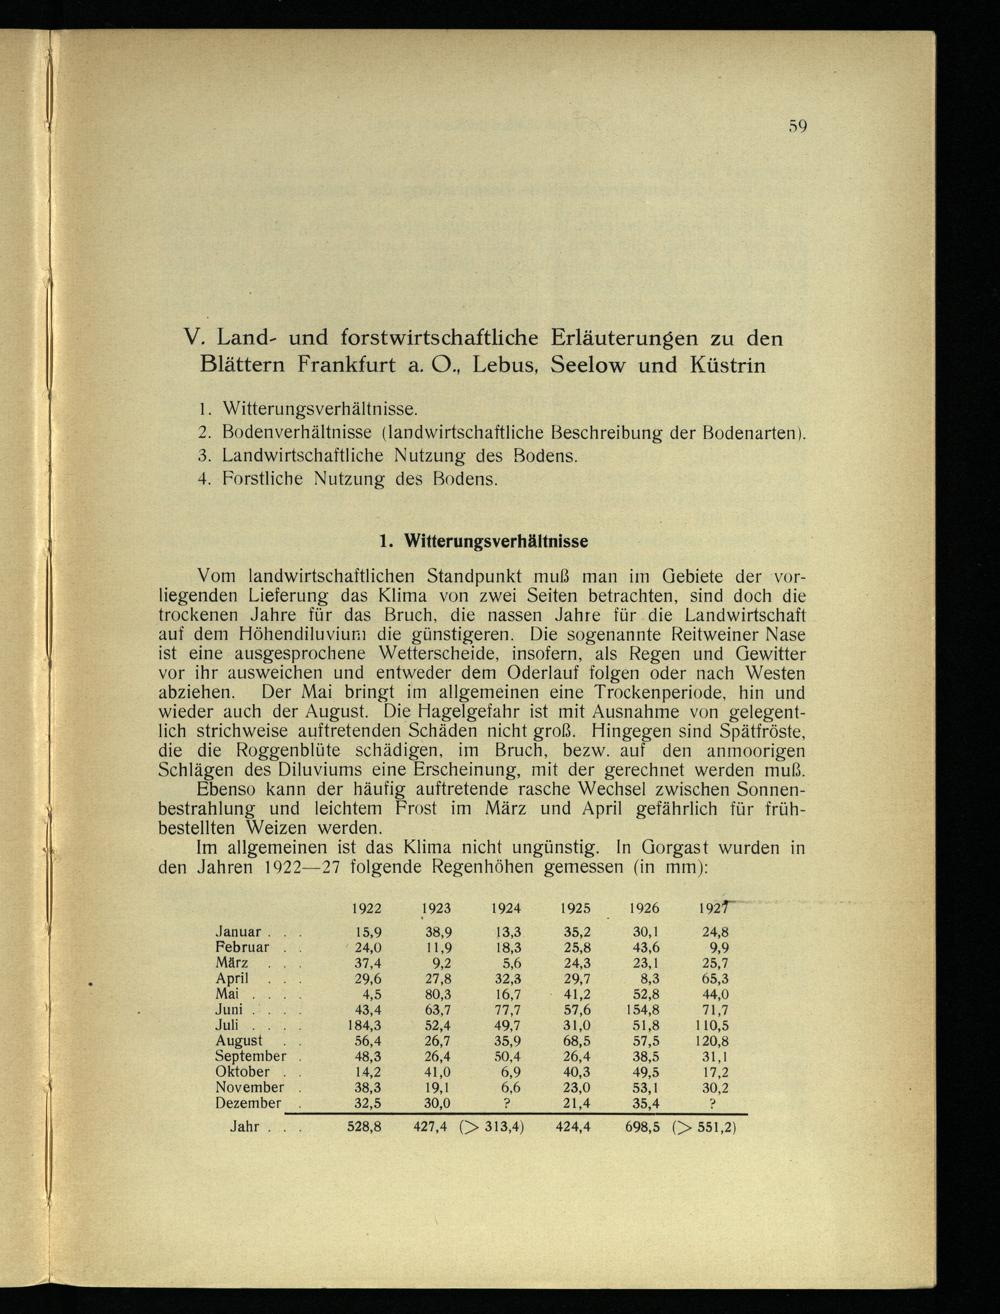 59
V. Land- und forstwirtschaftliche Erläuterungen zu den
Blättern Frankfurt a. O., Lebus, Seelow und Küstrin
1. Witterungsverhältnisse.
2. Bodenverhältnisse (landwirtschaftliche Beschreibung der Bodenarten).
3. Landwirtschaftliche Nutzung des Bodens.
4. Forstliche Nutzung des Bodens.
1. Witterungsverhältnisse
Vom landwirtschaftlichen Standpunkt muß man im Gebiete der vor-
liegenden Lieferung das Klima von zwei Seiten betrachten, sind doch die
trockenen Jahre für das Bruch, die nassen Jahre für die Landwirtschaft
auf dem Höhendiluvium die günstigeren. Die sogenannte Reitweiner Nase
ist eine ausgesprochene Wetterscheide, insofern, als Regen und Gewitter
vor ihr ausweichen und entweder dem Oderlauf folgen oder nach Westen
abziehen. Der Mai bringt im allgemeinen eine Trockenperiode, hin und
wieder auch der August. Die Hagelgefahr ist mit Ausnahme von gelegent-
lich strichweise auftretenden Schäden nicht groß. Hingegen sind Spätfröste,
die die Roggenblüte schädigen, im Bruch, bezw. auf den anmoorigen
Schlägen des Diluviums eine Erscheinung, mit der gerechnet werden muß.
Ebenso kann der häufig auftretende rasche Wechsel zwischen Sonnen-
bestrahlung und leichtem Frost im März und April gefährlich für früh-
bestellten Weizen werden.
Im allgemeinen ist das Klima nicht ungünstig. In Gorgast wurden in
den Jahren 1922—27 folgende Regenhöhen gemessen (in mm):
1922 1923 1924 1925 1926 1927
Januar . . . 15,9 38,9 13,3 35,2 30,1 24,8
Februar . . 24,0 11,9 18,3 25,8 43,6 9,9
März . . . 37,4 9,2 5,6 24,3 23,1 25,7
April . . . 29,6 27,8 32,3 29,7 8,3 65,3
Mai . . . . 4,5 80,3 16,7 41,2 52,8 44,0
Juni . . . . 43,4 63,7 77,7 57,6 154,8 71,7
Juli . . . . 184,3 52,4 49,7 31,0 51,8 110,5
August . . 56,4 26,7 35,9 68,5 57,5 120,8
September . 48,3 26,4 50,4 26,4 38,5 31,1
Oktober . . 14,2 41,0 6,9 40,3 49,5 17,2
November . 38,3 19,1 6,6 23,0 53,1 30,2
Dezember . 32,5 30,0 ? 21,4 35,4 ?
Jahr . . . 528,8 427,4 (> 313,4) 424,4 698,5 (> 551,2)